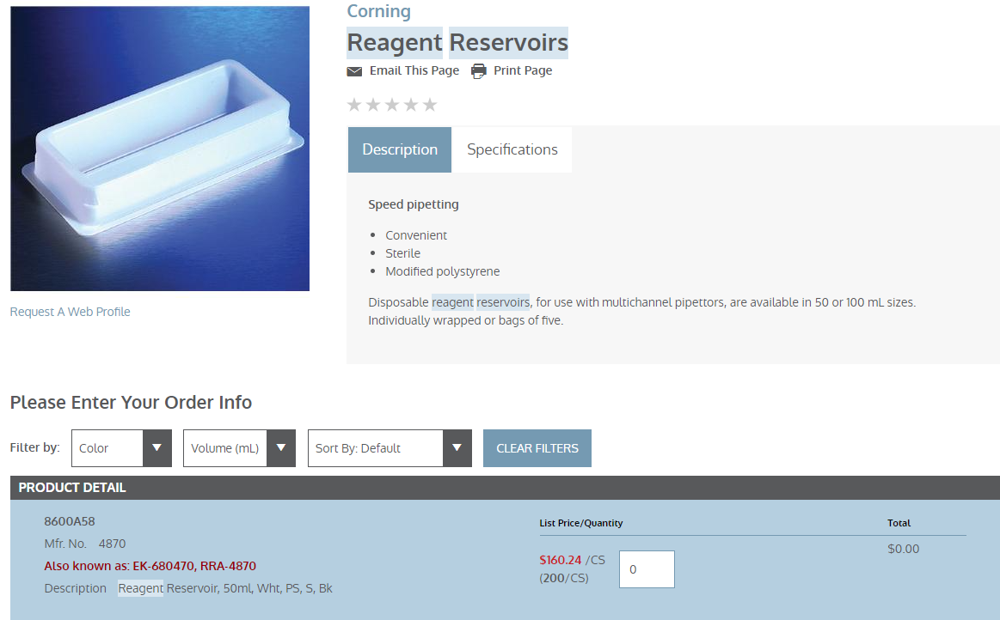 Corning
Reagent Reservoirs
Email This Page Print Page
Description Specifications
Speed pipetting
Convenient
Sterile
Modified polystyrene
Disposable reagent reservoirs, for use with multichannel pipettors, are available in 50 or 100 mL sizes.
Individually wrapped or bags of five.
Request A Web Profile
Please Enter Your Order Info
Filter by: Color Volume (mL) Sort By: Default CLEAR FILTERS
PRODUCT DETAIL
8600A58
Mfr. No. 4870
Also known as: EK-680470, RRA-4870
Description Reagent Reservoir, 50ml, Wht, PS, S, Bk
List Price/Quantity Total
$160.24 /CS 0 $0.00
(200/CS)